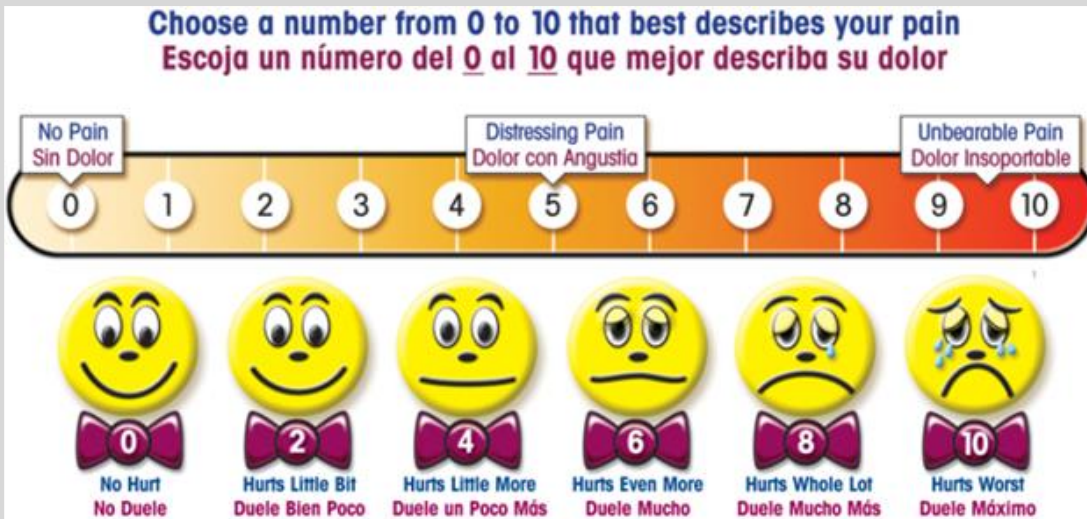 Choose a number from 0 to 10 that best describes your pain
Escoja un número del 0 al 10 que mejor describa su dolor
No Pain
Sin Dolor
Distressing Pain
Dolor con Angustia
Unbearable Pain
Dolor Insoportable
0 1 2 3 4 5 6 7 8 9 10
0 2 4 6 8 10
No Hurt
No Duele
Hurts Little Bit
Duele Bien Poco
Hurts Little More
Duele un Poco Más
Hurts Even More
Duele Mucho
Hurts Whole Lot
Duele Mucho Más
Hurts Worst
Duele Máximo